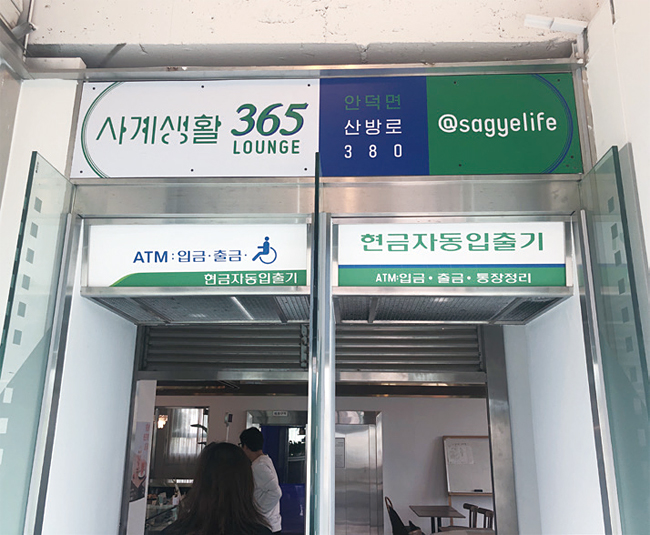 사계생활 365
LOUNGE
안덕면
산방로
380
@sagyelife
ATM:입금·출금·
현금자동입출기
현금자동입출기
ATM:입금·출금·통장정리